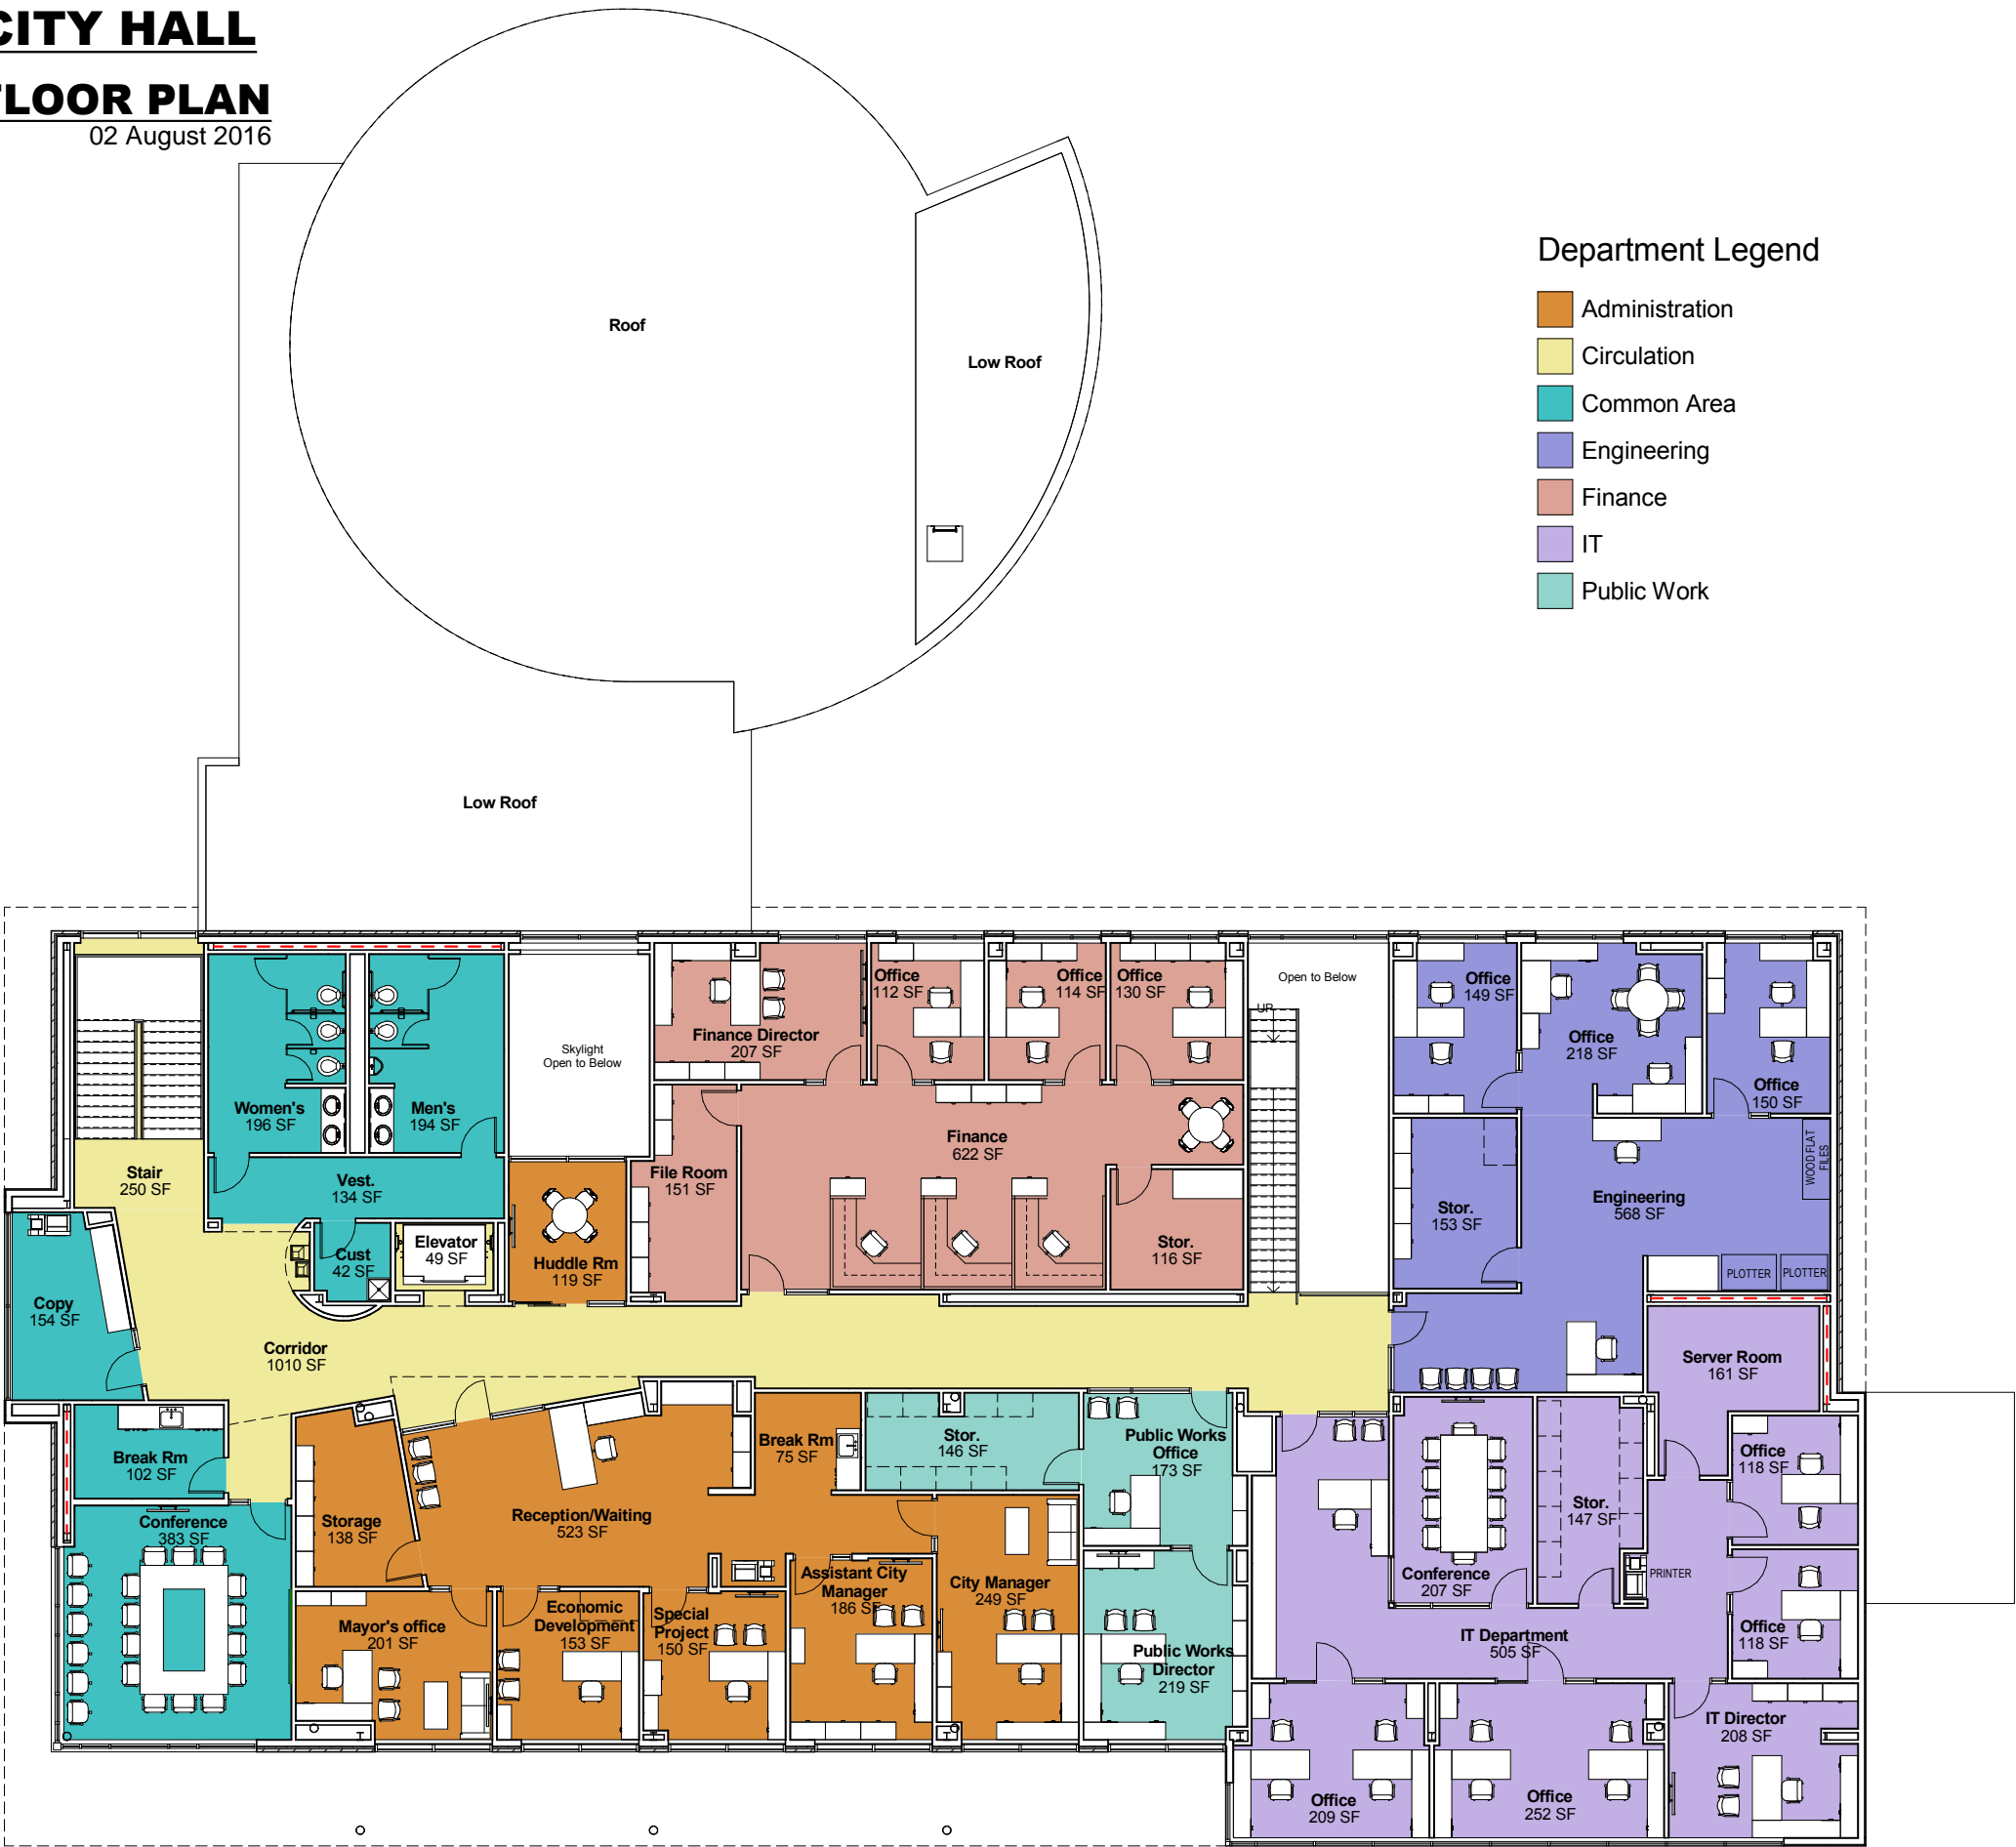 CITY HALL
FLOOR PLAN
02 August 2016
Roof
Low Roof
Low Roof
Department Legend
Administration
Circulation
Common Area
Engineering
Finance
IT
Public Work
Stair
250 SF
Women's
196 SF
Men's
194 SF
Vest.
134 SF
Skylight
Open to Below
Finance Director
207 SF
Office
112 SF
Office
114 SF
Office
130 SF
Open to Below
UP
Office
149 SF
Office
218 SF
Office
150 SF
File Room
151 SF
Finance
622 SF
Stor.
116 SF
Stor.
153 SF
Engineering
568 SF
WOOD FLAT
FILES
PLOTTER
PLOTTER
Copy
154 SF
Cust
42 SF
Elevator
49 SF
Huddle Rm
119 SF
Corridor
1010 SF
Server Room
161 SF
Break Rm
102 SF
Conference
383 SF
Storage
138 SF
Reception/Waiting
523 SF
Break Rm
75 SF
Stor.
146 SF
Public Works
Office
173 SF
Conference
207 SF
Stor.
147 SF
PRINTER
Office
118 SF
Office
118 SF
Mayor's office
201 SF
Economic
Development
153 SF
Special
Project
150 SF
Assistant City
Manager
186 SF
City Manager
249 SF
Public Works
Director
219 SF
IT Department
505 SF
Office
209 SF
Office
252 SF
IT Director
208 SF